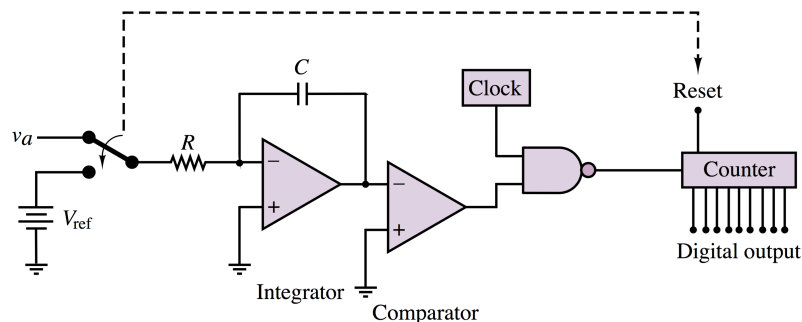 C
Clock
Reset
va
R
−
Counter
−
+
Vref
+
Digital output
Integrator
Comparator